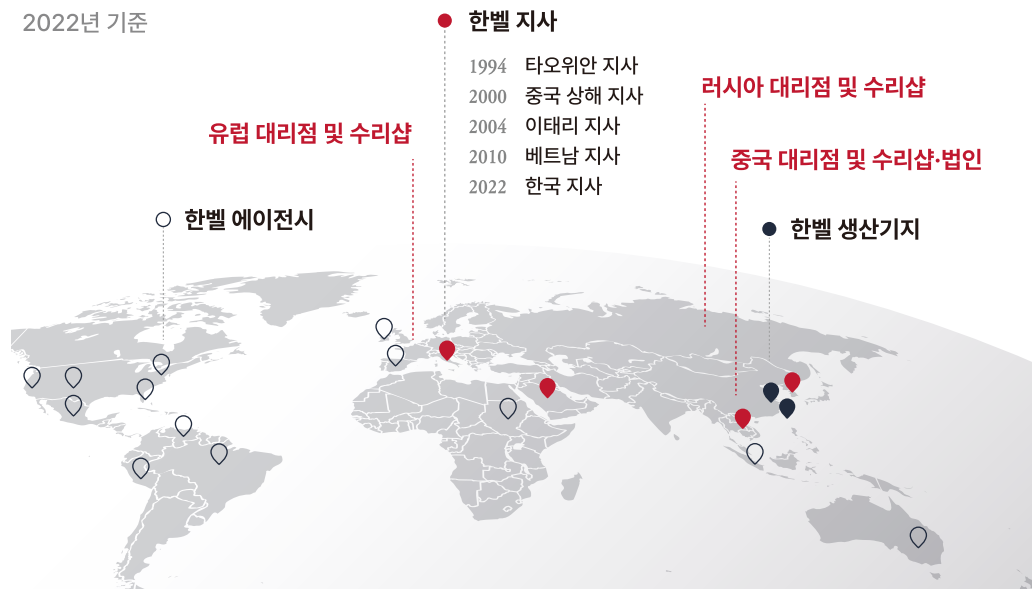 2022년 기준
한벨 지사
1994 타오위안 지사
2000 중국 상해 지사
2004 이태리 지사
2010 베트남 지사
2022 한국 지사
러시아 대리점 및 수리샵
유럽 대리점 및 수리샵
중국 대리점 및 수리샵·법인
한벨 에이전시
한벨 생산기지